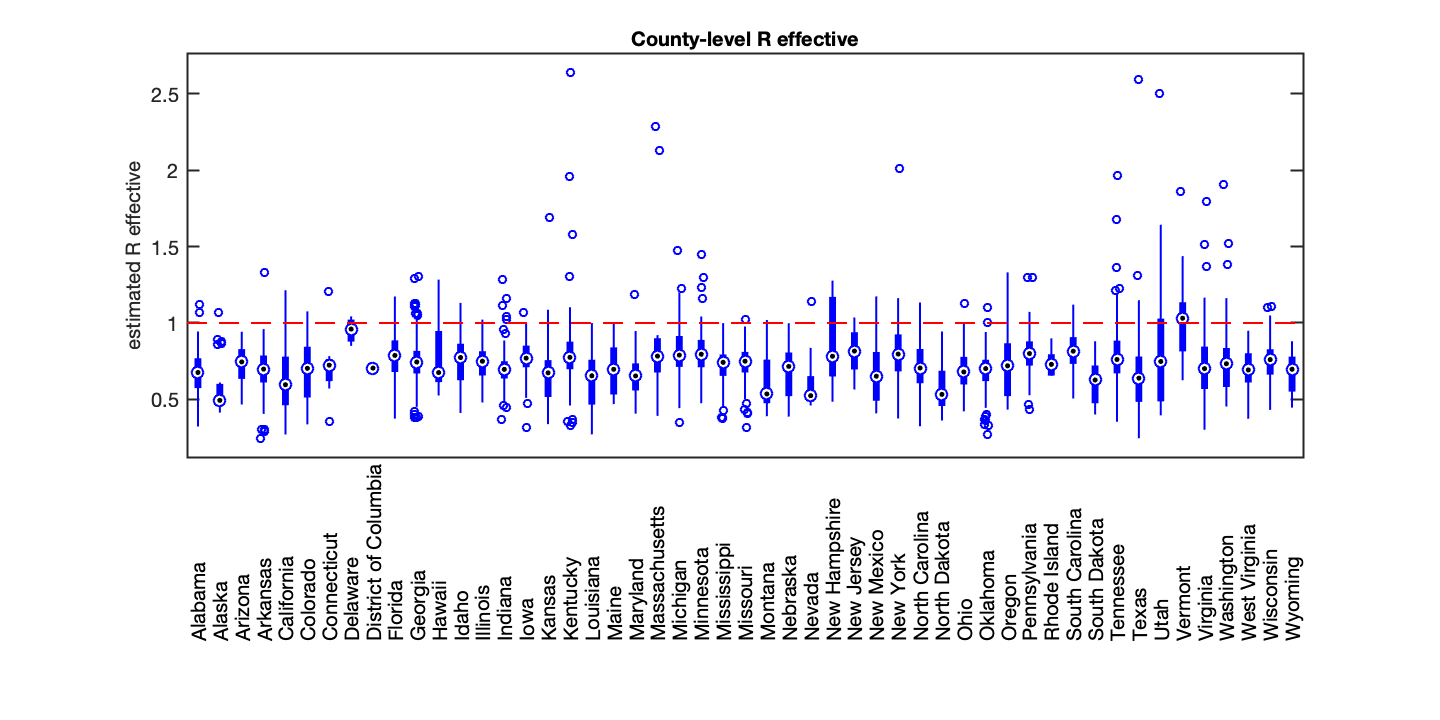 County-level R effective
estimated R effective
2.5
2
1.5
1
0.5
Alabama
Alaska
Arizona
Arkansas
California
Colorado
Connecticut
Delaware
District of Columbia
Florida
Georgia
Hawaii
Idaho
Illinois
Indiana
Iowa
Kansas
Kentucky
Louisiana
Maine
Maryland
Massachusetts
Michigan
Minnesota
Mississippi
Missouri
Montana
Nebraska
Nevada
New Hampshire
New Jersey
New Mexico
New York
North Carolina
North Dakota
Ohio
Oklahoma
Oregon
Pennsylvania
Rhode Island
South Carolina
South Dakota
Tennessee
Texas
Utah
Vermont
Virginia
Washington
West Virginia
Wisconsin
Wyoming